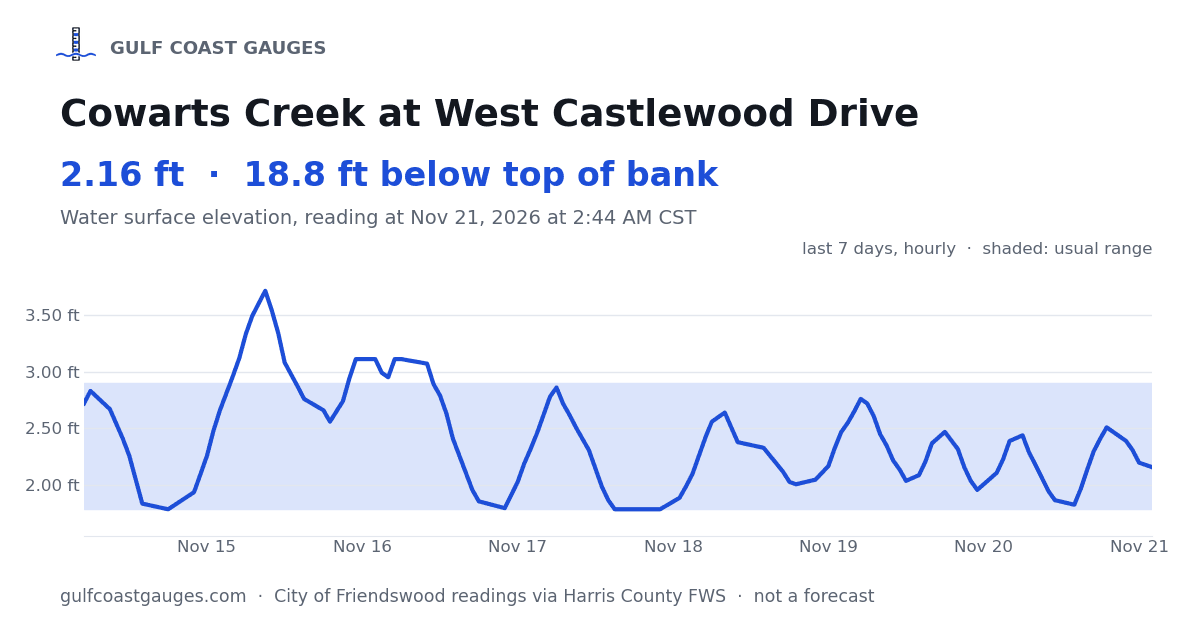 GULF COAST GAUGES
Cowarts Creek at West Castlewood Drive
2.16 ft · 18.8 ft below top of bank
Water surface elevation, reading at Nov 21, 2026 at 2:44 AM CST
last 7 days, hourly · shaded: usual range
3.50 ft
3.00 ft
2.50 ft
2.00 ft
Nov 15 Nov 16 Nov 17 Nov 18 Nov 19 Nov 20 Nov 21
gulfcoastgauges.com · City of Friendswood readings via Harris County FWS · not a forecast